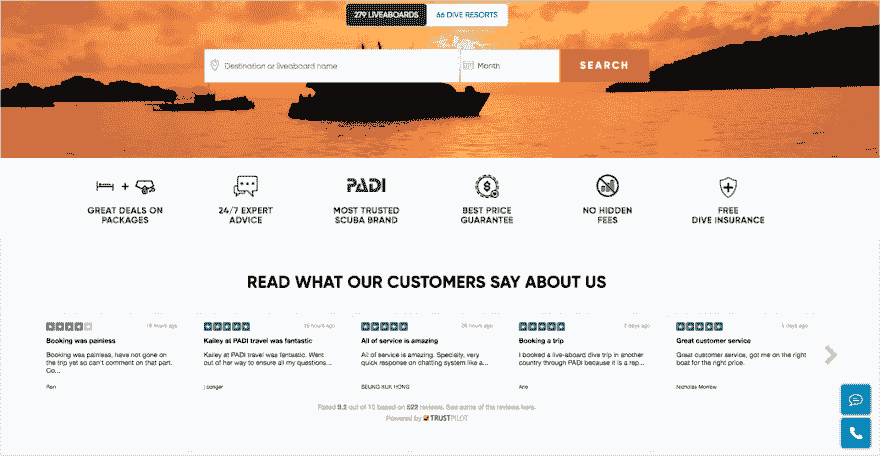 279 LIVEABOARDS 66 DIVE RESORTS
Destination or liveaboard name Month SEARCH
PADI
GREAT DEALS ON PACKAGES
24/7 EXPERT ADVICE
MOST TRUSTED SCUBA BRAND
BEST PRICE GUARANTEE
NO HIDDEN FEES
FREE DIVE INSURANCE
READ WHAT OUR CUSTOMERS SAY ABOUT US
hours ago
Booking was painless
Booking was painless, have not gone on
the trip yet so can't comment on that part.
Co...
hours ago
Kailey at PADI travel was fantastic
Kailey at PADI travel was fantastic. Went
out of her way to ensure all my questions...
j songer
hours ago
All of service is amazing
All of service is amazing. Specially, very
quick response on chatting system like a...
SEUNG KUK HONG
days ago
Booking a trip
I booked a live-aboard dive trip in another
country through PADI because it is a rep...
days ago
Great customer service
Great customer service, got me on the right
boat for the right price.
Nicholas Morrow
Rated 9.2 out of 10 based on 522 reviews. See some of the reviews here.
Powered by TRUSTPILOT